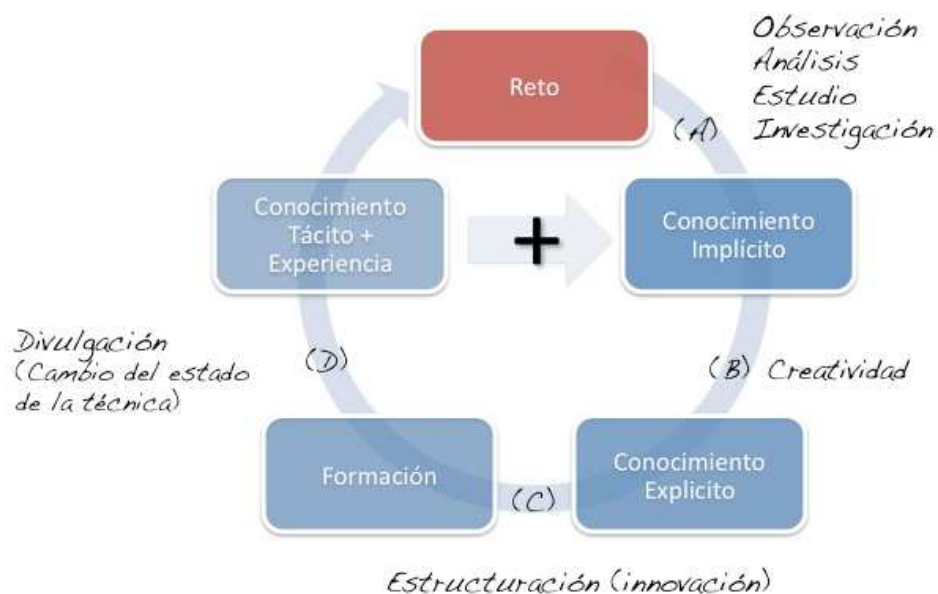 Reto
Observación
Análisis
Estudio
Investigación
(A)
Conocimiento
Tácito +
Experiencia
+
Conocimiento
Implícito
Divulgación
(Cambio del estado
de la técnica)
(D)
(B) Creatividad
Formación
(C)
Conocimiento
Explicito
Estructuración (innovación)